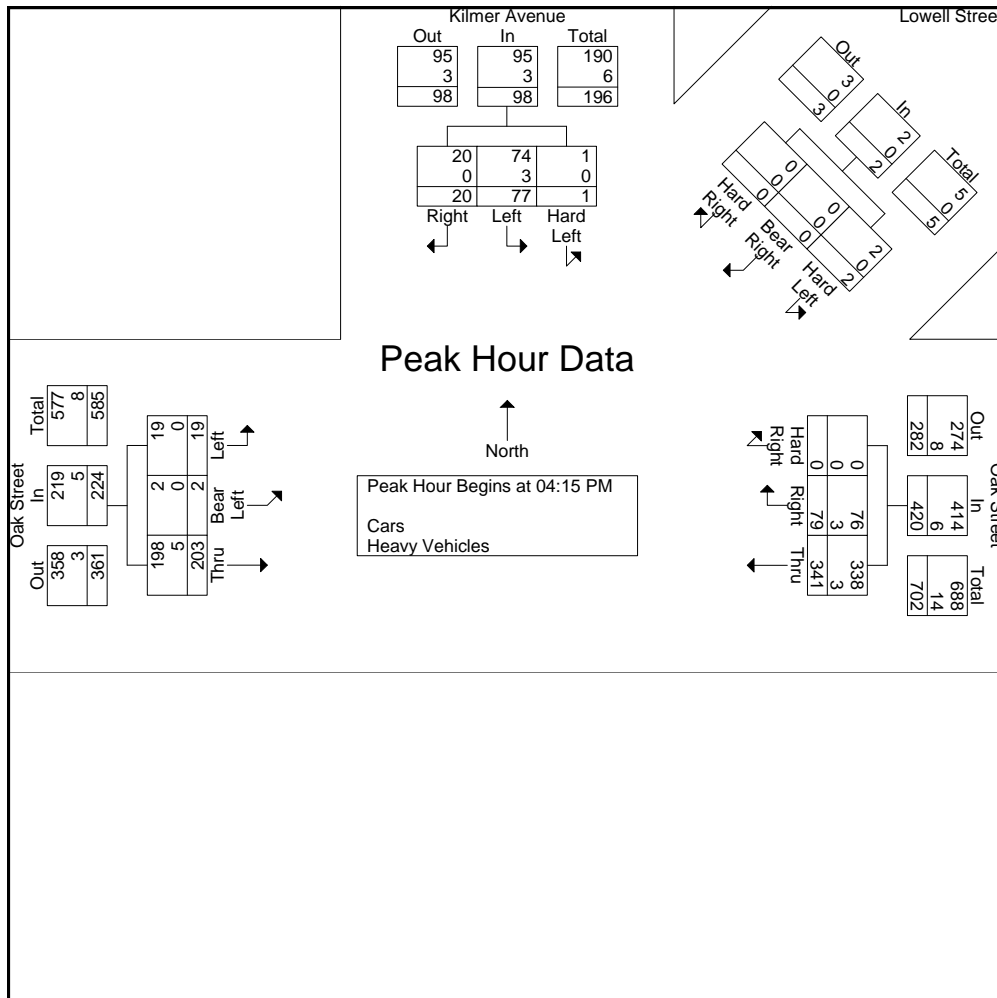 Kilmer Avenue
Out In Total
95 95 190
3 3 6
98 98 196
20 74 1
0 3 0
20 77 1
Right Left Hard Left
Lowell Stree
Out
3
0
3
In
2
0
2
Total
5
0
5
0 0 2
0 0 0
0 0 2
Hard Right
Bear Right
Hard Left
Peak Hour Data
North
Peak Hour Begins at 04:15 PM
Cars
Heavy Vehicles
Oak Street
Out In Total
358 219 577
3 5 8
361 224 585
198 2 19
5 0 0
203 2 19
Thru Bear Left Left
Oak Street
Out In Total
274 414 688
8 6 14
282 420 702
0 76 338
0 3 3
0 79 341
Hard Right Right Thru